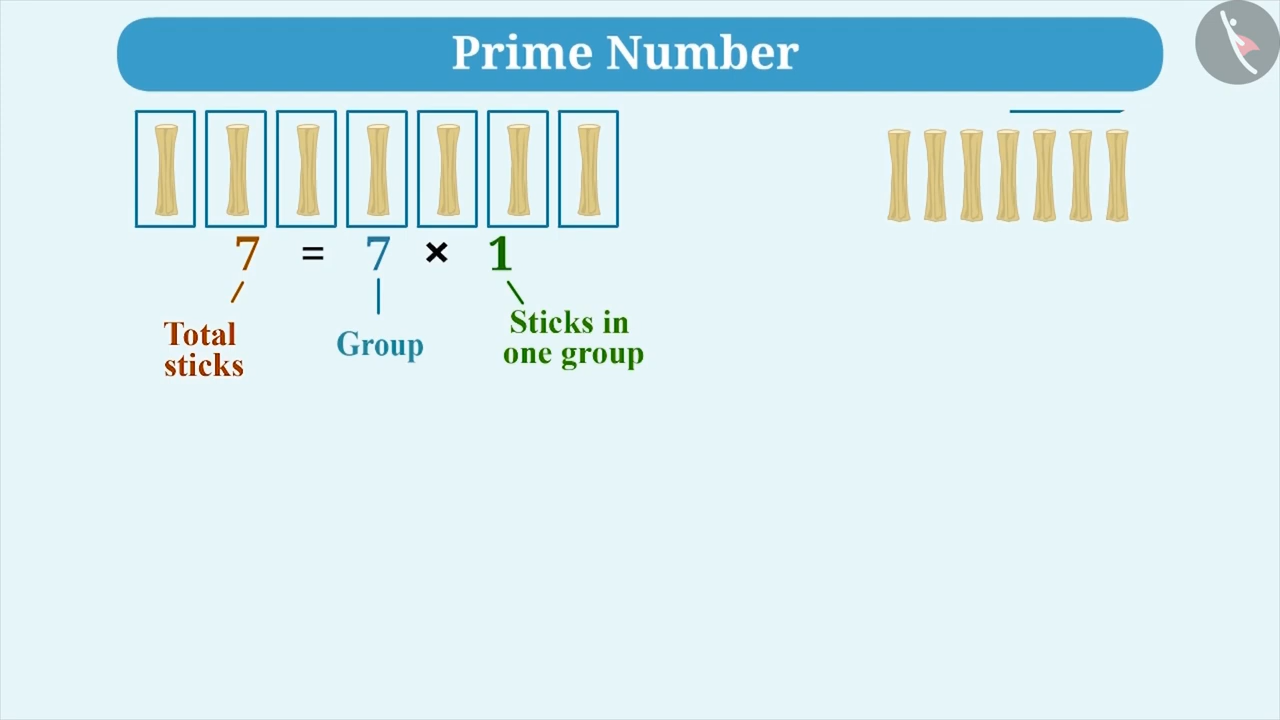 Prime Number
7 = 7 × 1
Total
sticks
Group
Sticks in
one group